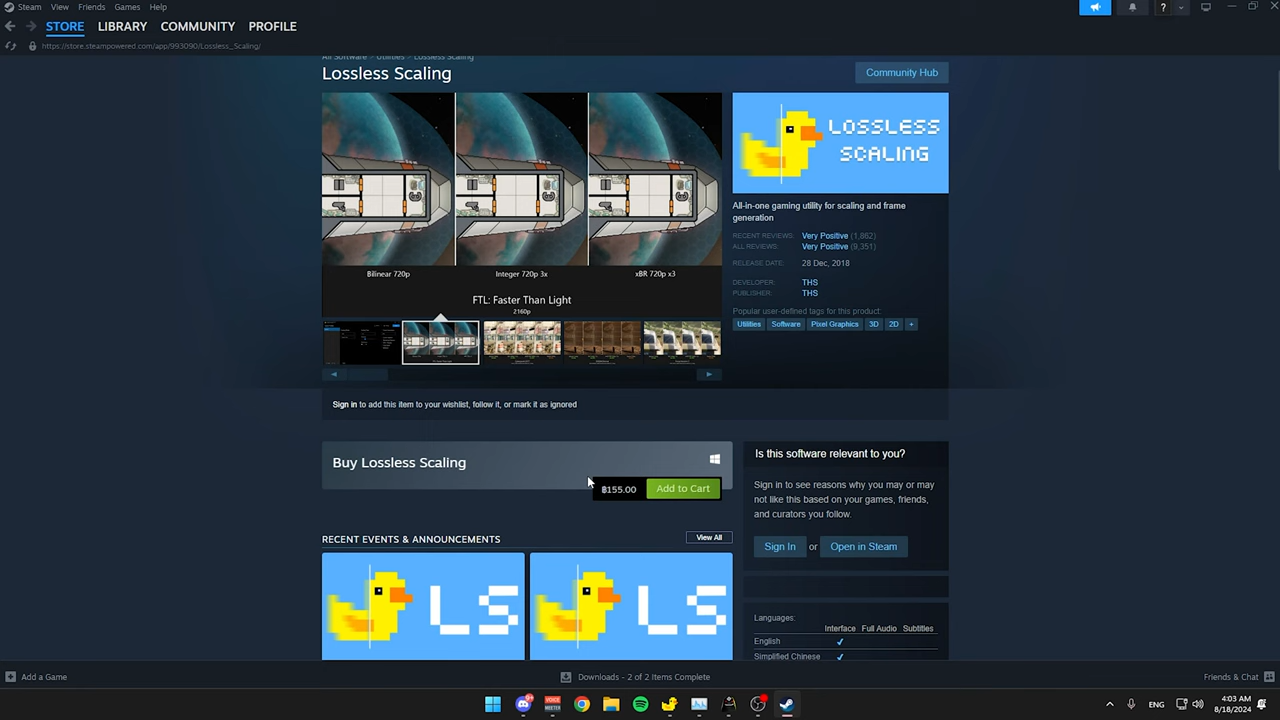 Steam View Friends Games Help
STORE LIBRARY COMMUNITY PROFILE
https://store.steampowered.com/app/993090/Lossless_Scaling/
All Software > Utilities > Lossless Scaling
Lossless Scaling
Community Hub
Bilinear 720p
Integer 720p 3x
xBR 720p x3
FTL: Faster Than Light
2160p
LOSSLESS
SCALING
All-in-one gaming utility for scaling and frame
generation
RECENT REVIEWS: Very Positive (1,862)
ALL REVIEWS: Very Positive (9,351)
RELEASE DATE: 28 Dec, 2018
DEVELOPER: THS
PUBLISHER: THS
Popular user-defined tags for this product:
Utilities Software Pixel Graphics 3D 2D +
Sign in to add this item to your wishlist, follow it, or mark it as ignored
Buy Lossless Scaling
฿155.00 Add to Cart
Is this software relevant to you?
Sign in to see reasons why you may or may
not like this based on your games, friends,
and curators you follow.
Sign In or Open in Steam
RECENT EVENTS & ANNOUNCEMENTS
View All
LS
LS
Languages:
Interface Full Audio Subtitles
English ✓
Simplified Chinese ✓
Add a Game
Downloads - 2 of 2 Items Complete
Friends & Chat
VOICE
MEETER
ENG
4:03 AM
8/18/2024